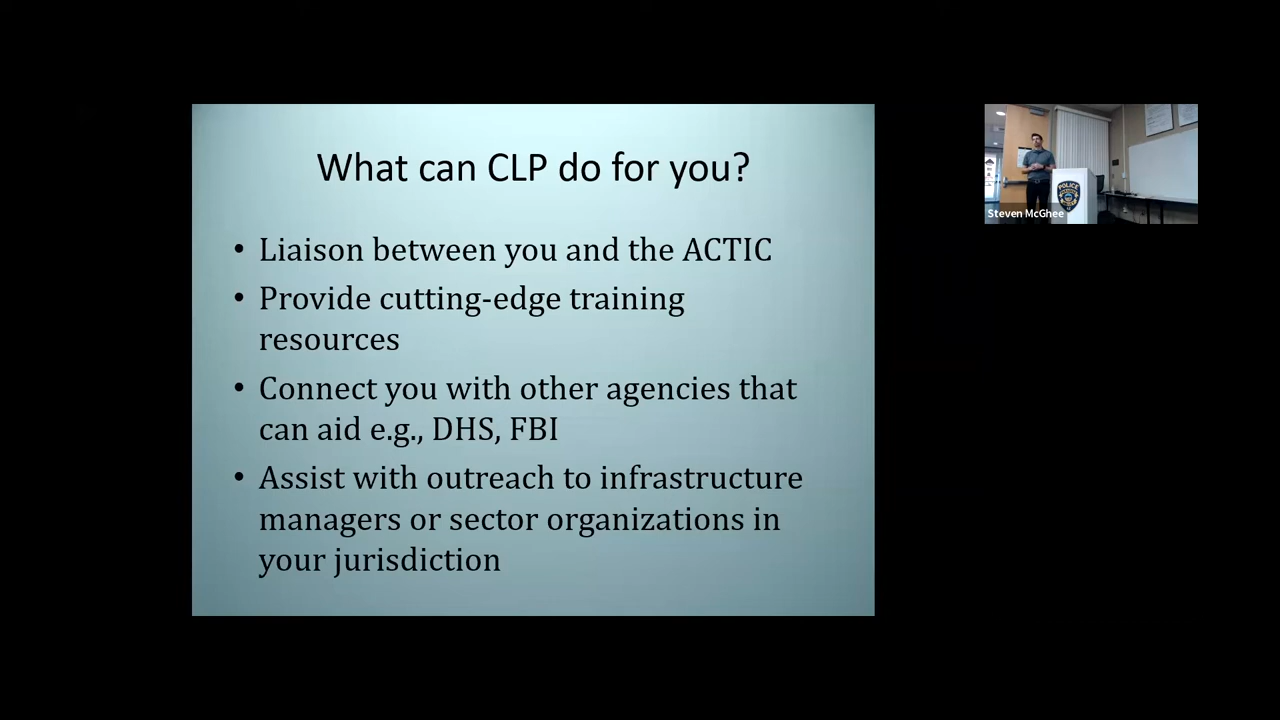 What can CLP do for you?
• Liaison between you and the ACTIC
• Provide cutting-edge training
resources
• Connect you with other agencies that
can aid e.g., DHS, FBI
• Assist with outreach to infrastructure
managers or sector organizations in
your jurisdiction
POLICE
Steven McGhee